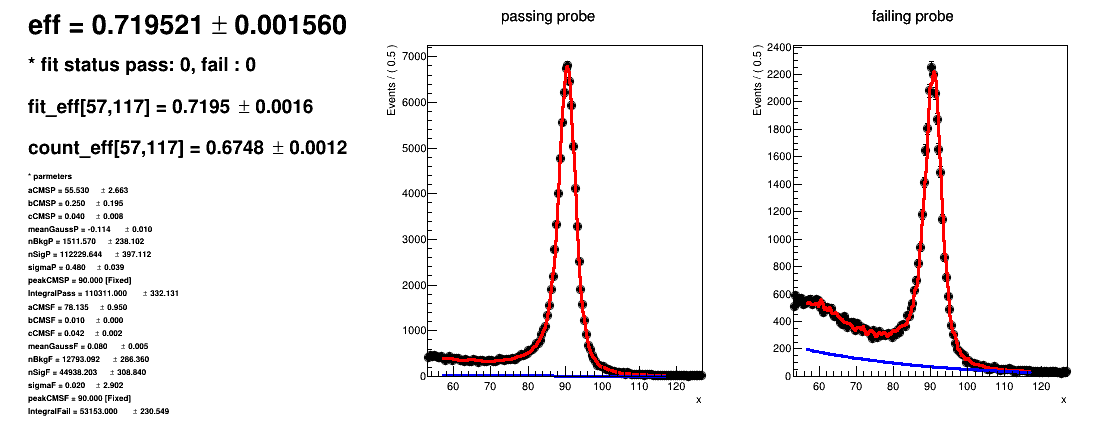 eff = 0.719521 ± 0.001560
* fit status pass: 0, fail : 0
fit_eff[57,117] = 0.7195 ± 0.0016
count_eff[57,117] = 0.6748 ± 0.0012
* parmeters
aCMSP = 55.530 ± 2.663
bCMSP = 0.250 ± 0.195
cCMSP = 0.040 ± 0.008
meanGaussP = -0.114 ± 0.010
nBkgP = 1511.570 ± 238.102
nSigP = 112229.644 ± 397.112
sigmaP = 0.480 ± 0.039
peakCMSP = 90.000 [Fixed]
IntegralPass = 110311.000 ± 332.131
aCMSF = 78.135 ± 0.950
bCMSF = 0.010 ± 0.000
cCMSF = 0.042 ± 0.002
meanGaussF = 0.080 ± 0.005
nBkgF = 12793.092 ± 286.360
nSigF = 44938.203 ± 308.840
sigmaF = 0.020 ± 2.902
peakCMSF = 90.000 [Fixed]
IntegralFail = 53153.000 ± 230.549
passing probe
Events / ( 0.5 )
7000
6000
5000
4000
3000
2000
1000
0
60 70 80 90 100 110 120
x
failing probe
Events / ( 0.5 )
2400
2200
2000
1800
1600
1400
1200
1000
800
600
400
200
0
60 70 80 90 100 110 120
x